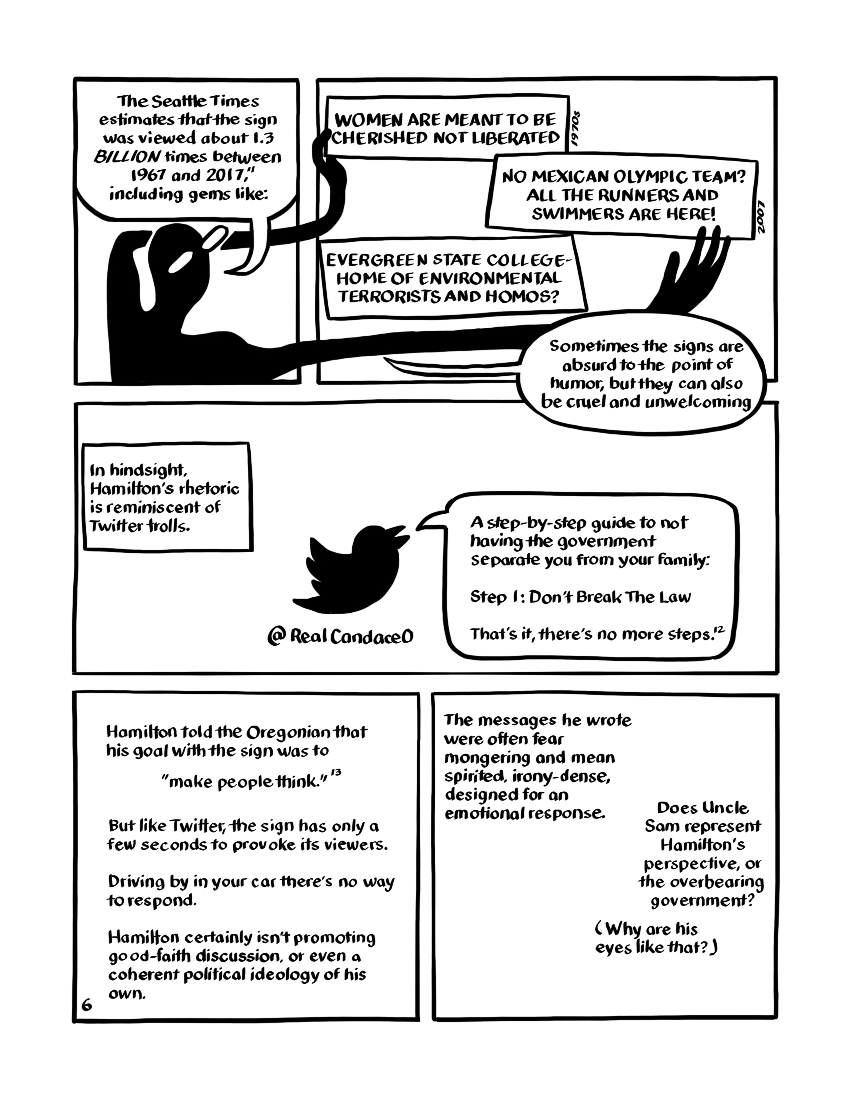 The Seattle Times
estimates that the sign
was viewed about 1.3
BILLION times between
1967 and 2017,"
including gems like:
WOMEN ARE MEANT TO BE
CHERISHED NOT LIBERATED
1970s
NO MEXICAN OLYMPIC TEAM?
ALL THE RUNNERS AND
SWIMMERS ARE HERE!
2007
EVERGREEN STATE COLLEGE-
HOME OF ENVIRONMENTAL
TERRORISTS AND HOMOS?
Sometimes the signs are
absurd to the point of
humor, but they can also
be cruel and unwelcoming
In hindsight,
Hamilton's rhetoric
is reminiscent of
Twitter trolls.
@RealCandaceO
A step-by-step guide to not
having the government
separate you from your family:
Step 1: Don't Break The Law
That's it, there's no more steps.12
Hamilton told the Oregonian that
his goal with the sign was to
"make people think."13
But like Twitter, the sign has only a
few seconds to provoke its viewers.
Driving by in your car there's no way
to respond.
Hamilton certainly isn't promoting
good-faith discussion, or even a
coherent political ideology of his
own.
6
The messages he wrote
were often fear
mongering and mean
spirited, irony-dense,
designed for an
emotional response.
Does Uncle
Sam represent
Hamilton's
perspective, or
the overbearing
government?
(Why are his
eyes like that?)